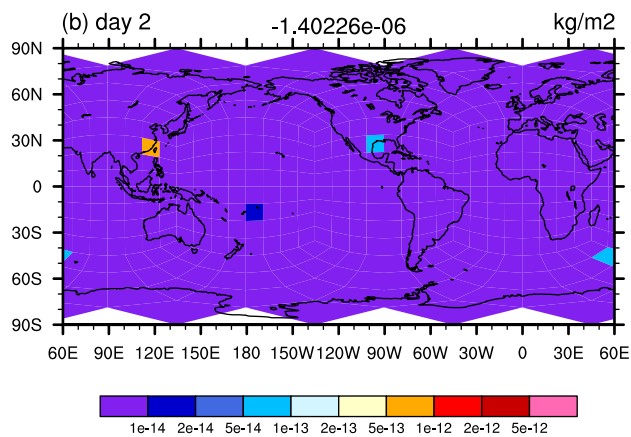 (b) day 2 -1.40226e-06 kg/m2
90N
60N
30N
0
30S
60S
90S
60E 90E 120E 150E 180 150W 120W 90W 60W 30W 0 30E 60E
1e-14 2e-14 5e-14 1e-13 2e-13 5e-13 1e-12 2e-12 5e-12